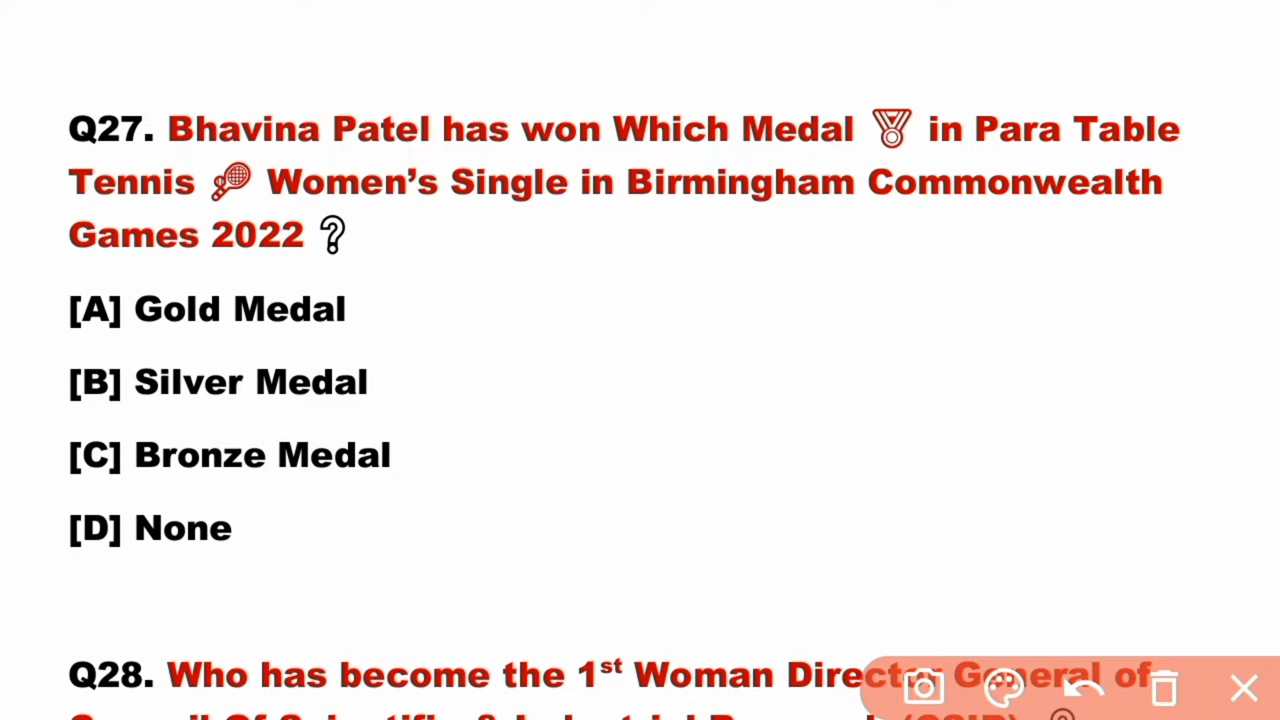 Q27. Bhavina Patel has won Which Medal in Para Table
Tennis Women's Single in Birmingham Commonwealth
Games 2022 ?
[A] Gold Medal
[B] Silver Medal
[C] Bronze Medal
[D] None
Q28. Who has become the 1st Woman Director General of